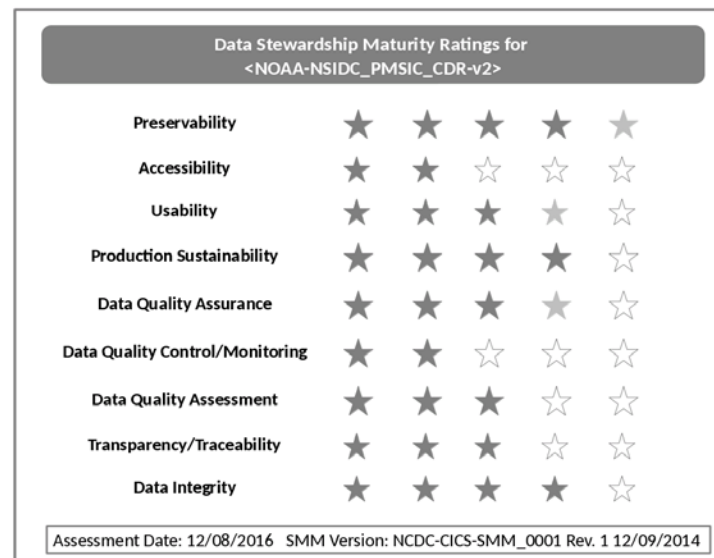 Data Stewardship Maturity Ratings for
<NOAA-NSIDC_PMSIC_CDR-v2>
Preservability
Accessibility
Usability
Production Sustainability
Data Quality Assurance
Data Quality Control/Monitoring
Data Quality Assessment
Transparency/Traceability
Data Integrity
Assessment Date: 12/08/2016 SMM Version: NCDC-CICS-SMM_0001 Rev. 1 12/09/2014